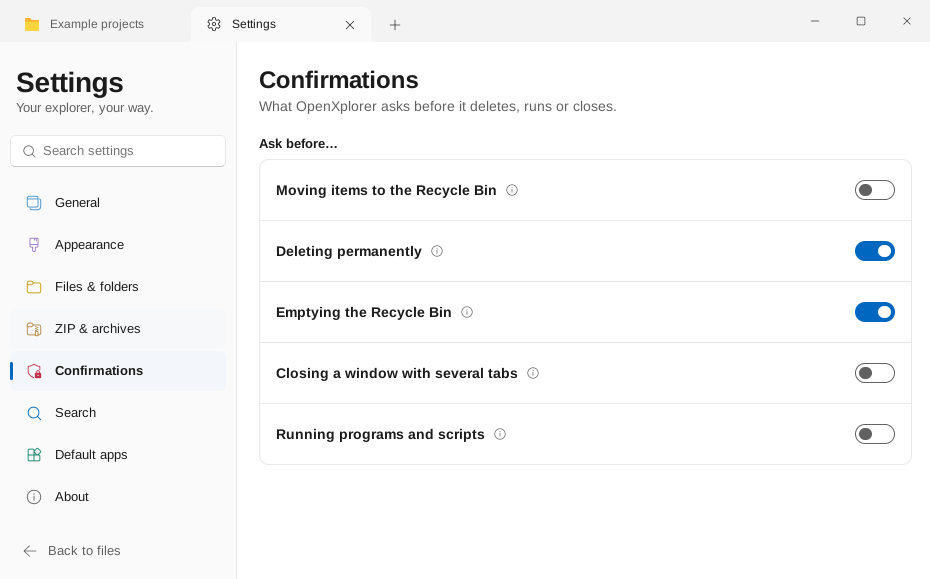 Example projects
Settings
Settings
Your explorer, your way.
Search settings
General
Appearance
Files & folders
ZIP & archives
Confirmations
Search
Default apps
About
Back to files
Confirmations
What OpenXplorer asks before it deletes, runs or closes.
Ask before…
Moving items to the Recycle Bin
Deleting permanently
Emptying the Recycle Bin
Closing a window with several tabs
Running programs and scripts